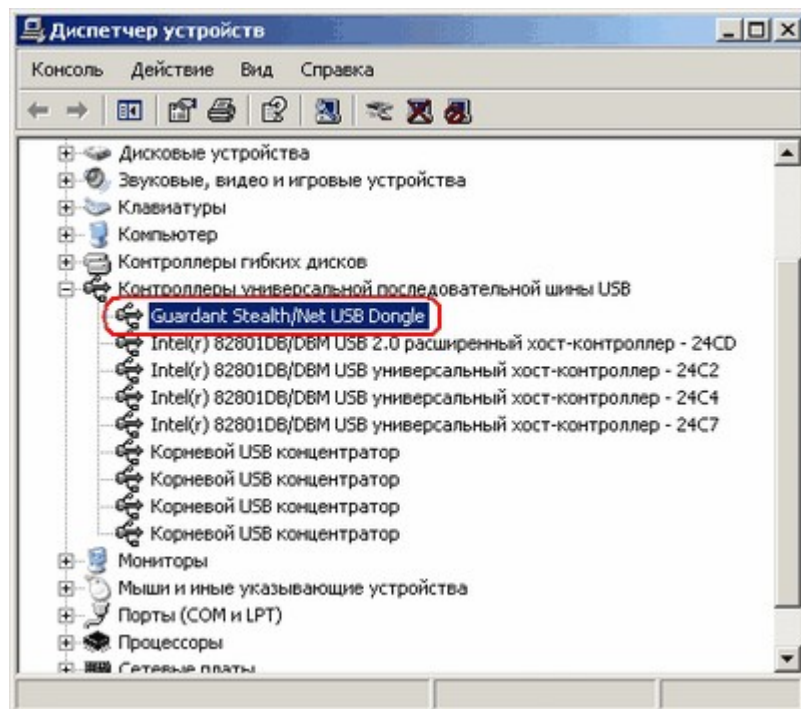 Диспетчер устройств
Консоль Действие Вид Справка
Дисковые устройства
Звуковые, видео и игровые устройства
Клавиатуры
Компьютер
Контроллеры гибких дисков
Контроллеры универсальной последовательной шины USB
Guardant Stealth/Net USB Dongle
Intel(r) 82801DB/DBM USB 2.0 расширенный хост-контроллер - 24CD
Intel(r) 82801DB/DBM USB универсальный хост-контроллер - 24C2
Intel(r) 82801DB/DBM USB универсальный хост-контроллер - 24C4
Intel(r) 82801DB/DBM USB универсальный хост-контроллер - 24C7
Корневой USB концентратор
Корневой USB концентратор
Корневой USB концентратор
Корневой USB концентратор
Мониторы
Мыши и иные указывающие устройства
Порты (COM и LPT)
Процессоры
Сетевые платы